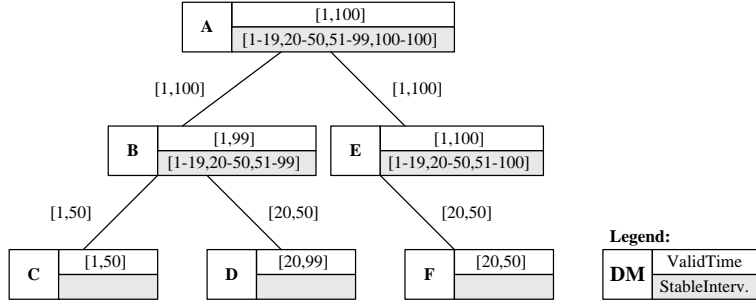 A
[1,100]
[1-19,20-50,51-99,100-100]
[1,100]
[1,100]
B
[1,99]
[1-19,20-50,51-99]
E
[1,100]
[1-19,20-50,51-100]
[1,50]
[20,50]
[20,50]
C
[1,50]
D
[20,99]
F
[20,50]
Legend:
DM
ValidTime
StableInterv.